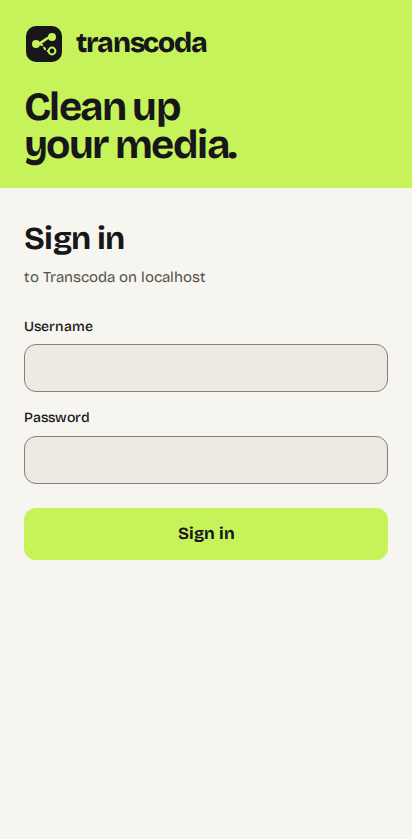 transcoda
Clean up
your media.
Sign in
to Transcoda on localhost
Username
Password
Sign in